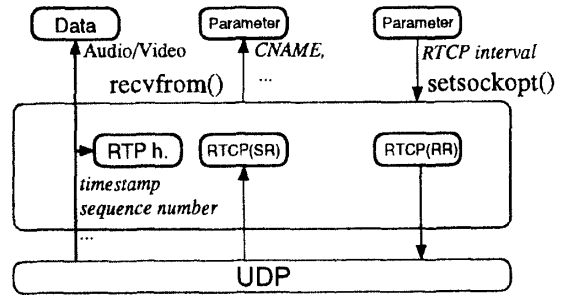 Data
Parameter
Parameter
Audio/Video
CNAME,
...
RTCP interval
recvfrom()
setsockopt()
RTP h.
RTCP(SR)
RTCP(RR)
timestamp
sequence number
...
UDP